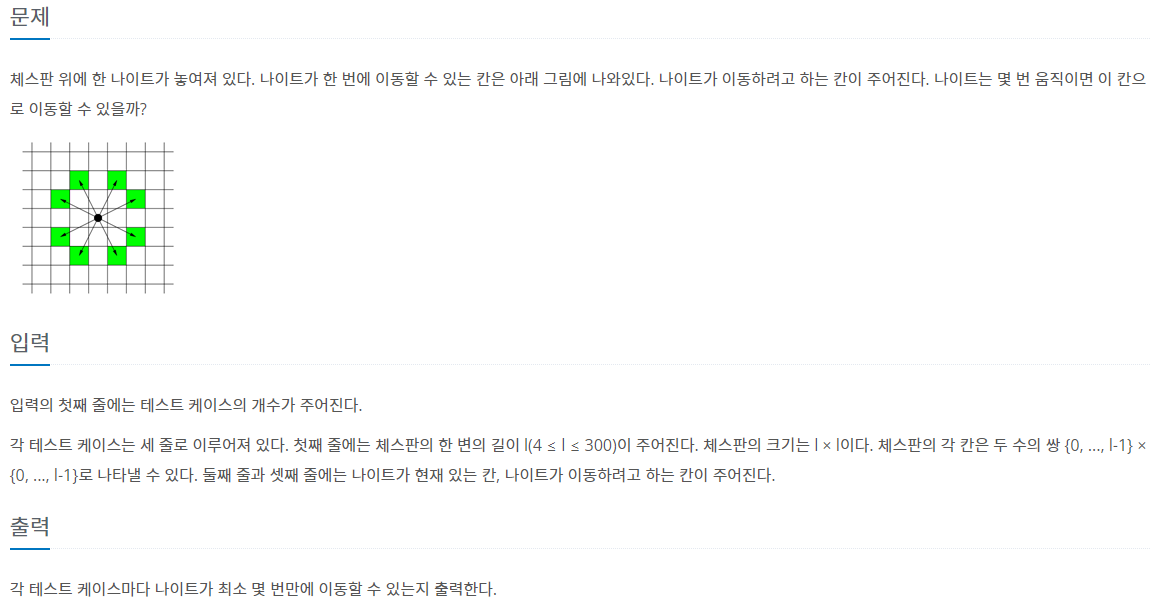 문제
체스판 위에 한 나이트가 놓여져 있다. 나이트가 한 번에 이동할 수 있는 칸은 아래 그림에 나와있다. 나이트가 이동하려고 하는 칸이 주어진다. 나이트는 몇 번 움직이면 이 칸으
로 이동할 수 있을까?
입력
입력의 첫째 줄에는 테스트 케이스의 개수가 주어진다.
각 테스트 케이스는 세 줄로 이루어져 있다. 첫째 줄에는 체스판의 한 변의 길이 l(4 ≤ l ≤ 300)이 주어진다. 체스판의 크기는 l × l이다. 체스판의 각 칸은 두 수의 쌍 {0, ..., l-1} ×
{0, ..., l-1}로 나타낼 수 있다. 둘째 줄과 셋째 줄에는 나이트가 현재 있는 칸, 나이트가 이동하려고 하는 칸이 주어진다.
출력
각 테스트 케이스마다 나이트가 최소 몇 번만에 이동할 수 있는지 출력한다.